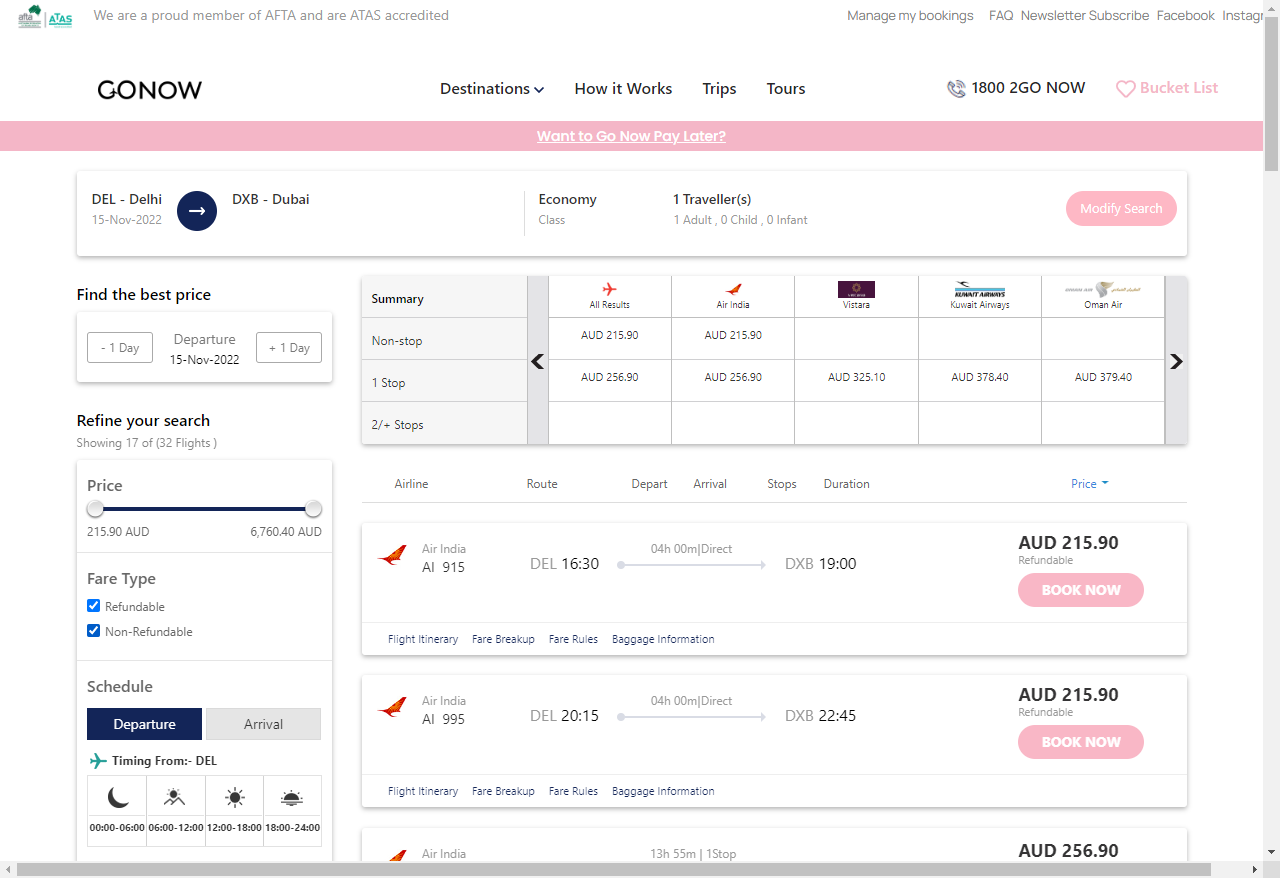 afta ATAS We are a proud member of AFTA and are ATAS accredited Manage my bookings FAQ Newsletter Subscribe Facebook Instagr
GONOW Destinations How it Works Trips Tours 1800 2GO NOW Bucket List
Want to Go Now Pay Later?
DEL - Delhi DXB - Dubai Economy 1 Traveller(s) Modify Search
15-Nov-2022 Class 1 Adult , 0 Child , 0 Infant
Find the best price
- 1 Day Departure + 1 Day
15-Nov-2022
Refine your search
Showing 17 of (32 Flights )
Price
215.90 AUD 6,760.40 AUD
Fare Type
Refundable
Non-Refundable
Schedule
Departure Arrival
Timing From:- DEL
00:00-06:00 06:00-12:00 12:00-18:00 18:00-24:00
KUWAIT AIRWAYS OMAN AIR
Summary All Results Air India Vistara Kuwait Airways Oman Air
Non-stop AUD 215.90 AUD 215.90
1 Stop AUD 256.90 AUD 256.90 AUD 325.10 AUD 378.40 AUD 379.40
2/+ Stops
Airline Route Depart Arrival Stops Duration Price
Air India 04h 00m|Direct AUD 215.90
AI 915 DEL 16:30 DXB 19:00 Refundable
BOOK NOW
Flight Itinerary Fare Breakup Fare Rules Baggage Information
Air India 04h 00m|Direct AUD 215.90
AI 995 DEL 20:15 DXB 22:45 Refundable
BOOK NOW
Flight Itinerary Fare Breakup Fare Rules Baggage Information
Air India 13h 55m | 1Stop AUD 256.90